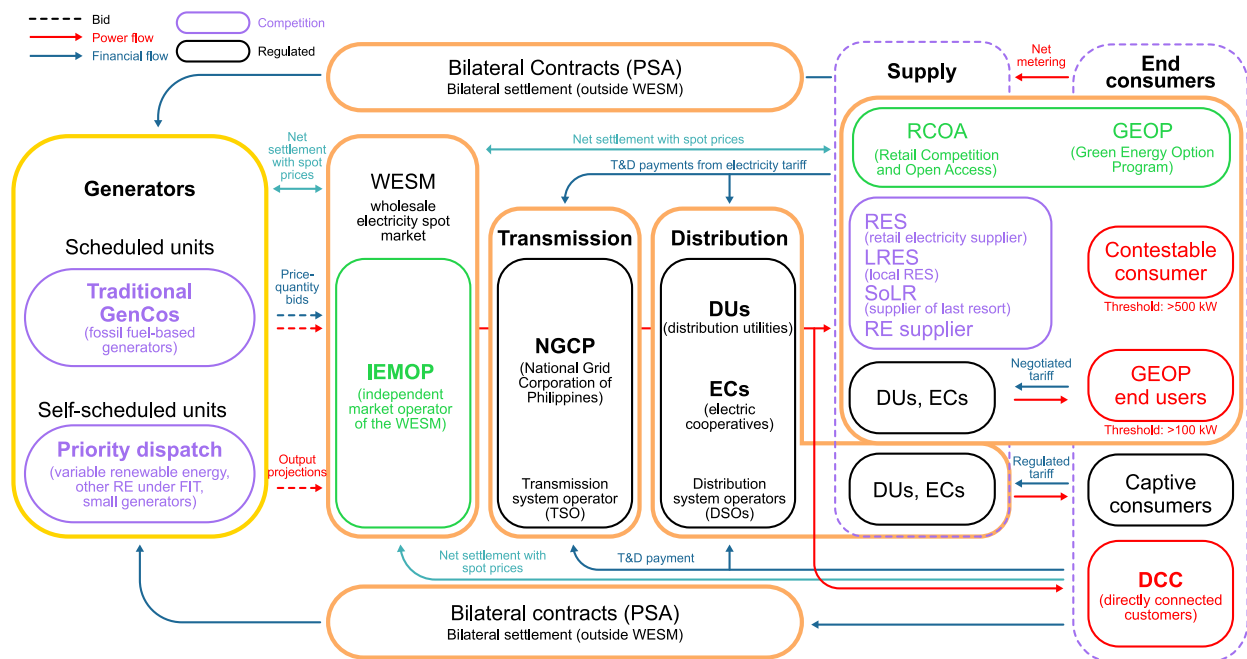 Bid
Power flow
Financial flow
Competition
Regulated
Bilateral Contracts (PSA)
Bilateral settlement (outside WESM)
Supply
Net
metering
End
consumers
Generators
Scheduled units
Traditional
GenCos
(fossil fuel-based
generators)
Self-scheduled units
Priority dispatch
(variable renewable energy,
other RE under FIT,
small generators)
Net
settlement
with spot
prices
Price-
quantity
bids
Output
projections
WESM
wholesale
electricity spot
market
IEMOP
(independent
market operator
of the WESM)
Net settlement with spot prices
T&D payments from electricity tariff
Transmission
NGCP
(National Grid
Corporation of
Philippines)
Transmission
system operator
(TSO)
Distribution
DUs
(distribution utilities)
ECs
(electric
cooperatives)
Distribution
system operators
(DSOs)
RCOA
(Retail Competition
and Open Access)
GEOP
(Green Energy Option
Program)
RES
(retail electricity supplier)
LRES
(local RES)
SoLR
(supplier of last resort)
RE supplier
Contestable
consumer
Threshold: >500 kW
DUs, ECs
Negotiated
tariff
GEOP
end users
Threshold: >100 kW
DUs, ECs
Regulated
tariff
Captive
consumers
Net settlement with
spot prices
T&D payment
DCC
(directly connected
customers)
Bilateral contracts (PSA)
Bilateral settlement (outside WESM)